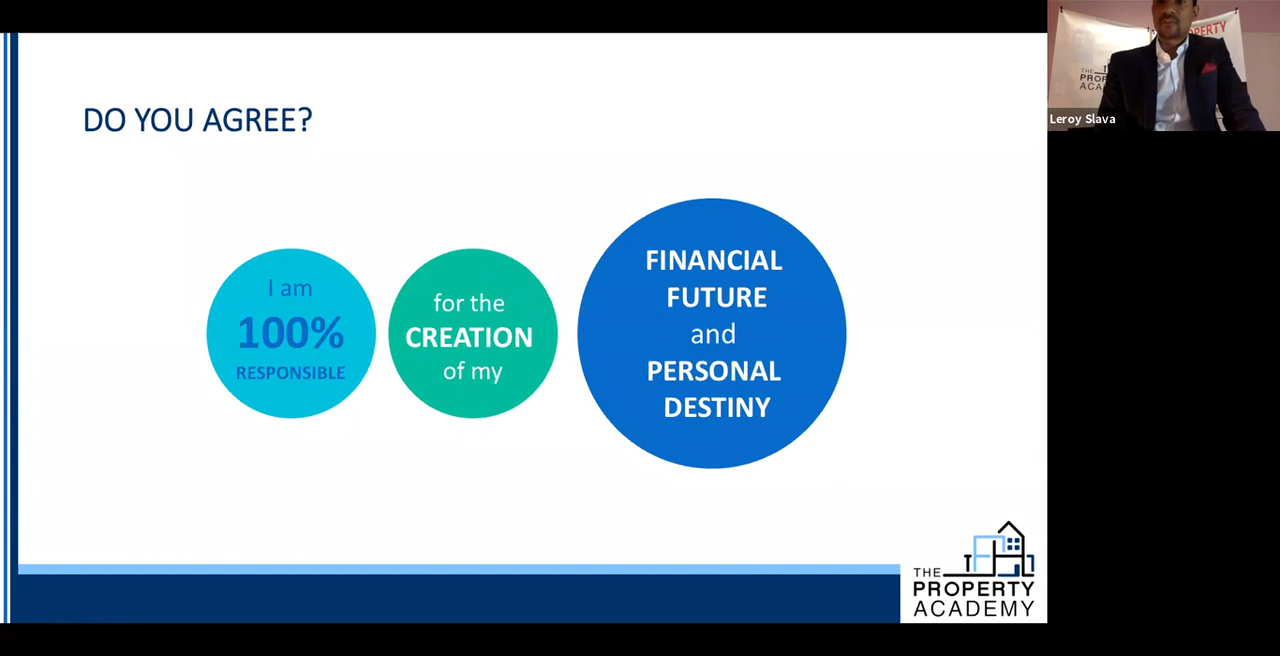 DO YOU AGREE?
I am
100%
RESPONSIBLE
for the
CREATION
of my
FINANCIAL
FUTURE
and
PERSONAL
DESTINY
THE
PROPERTY
ACADEMY
Leroy Slava